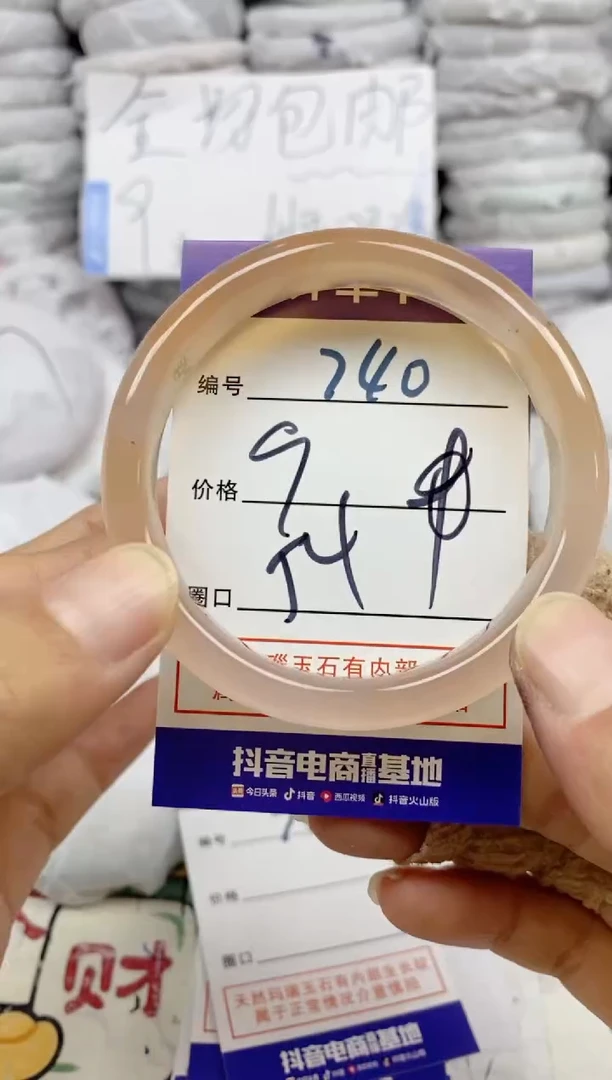 全场包邮
9.
编号 740
价格 9
圈口 54
瑙玉石有内部
抖音电商直播基地
今日头条 抖音 西瓜视频 抖音火山版
编号
价格
圈口
天然玛瑙玉石有内部生长纹
属于正常情况介意慎拍
抖音电商直播基地
财